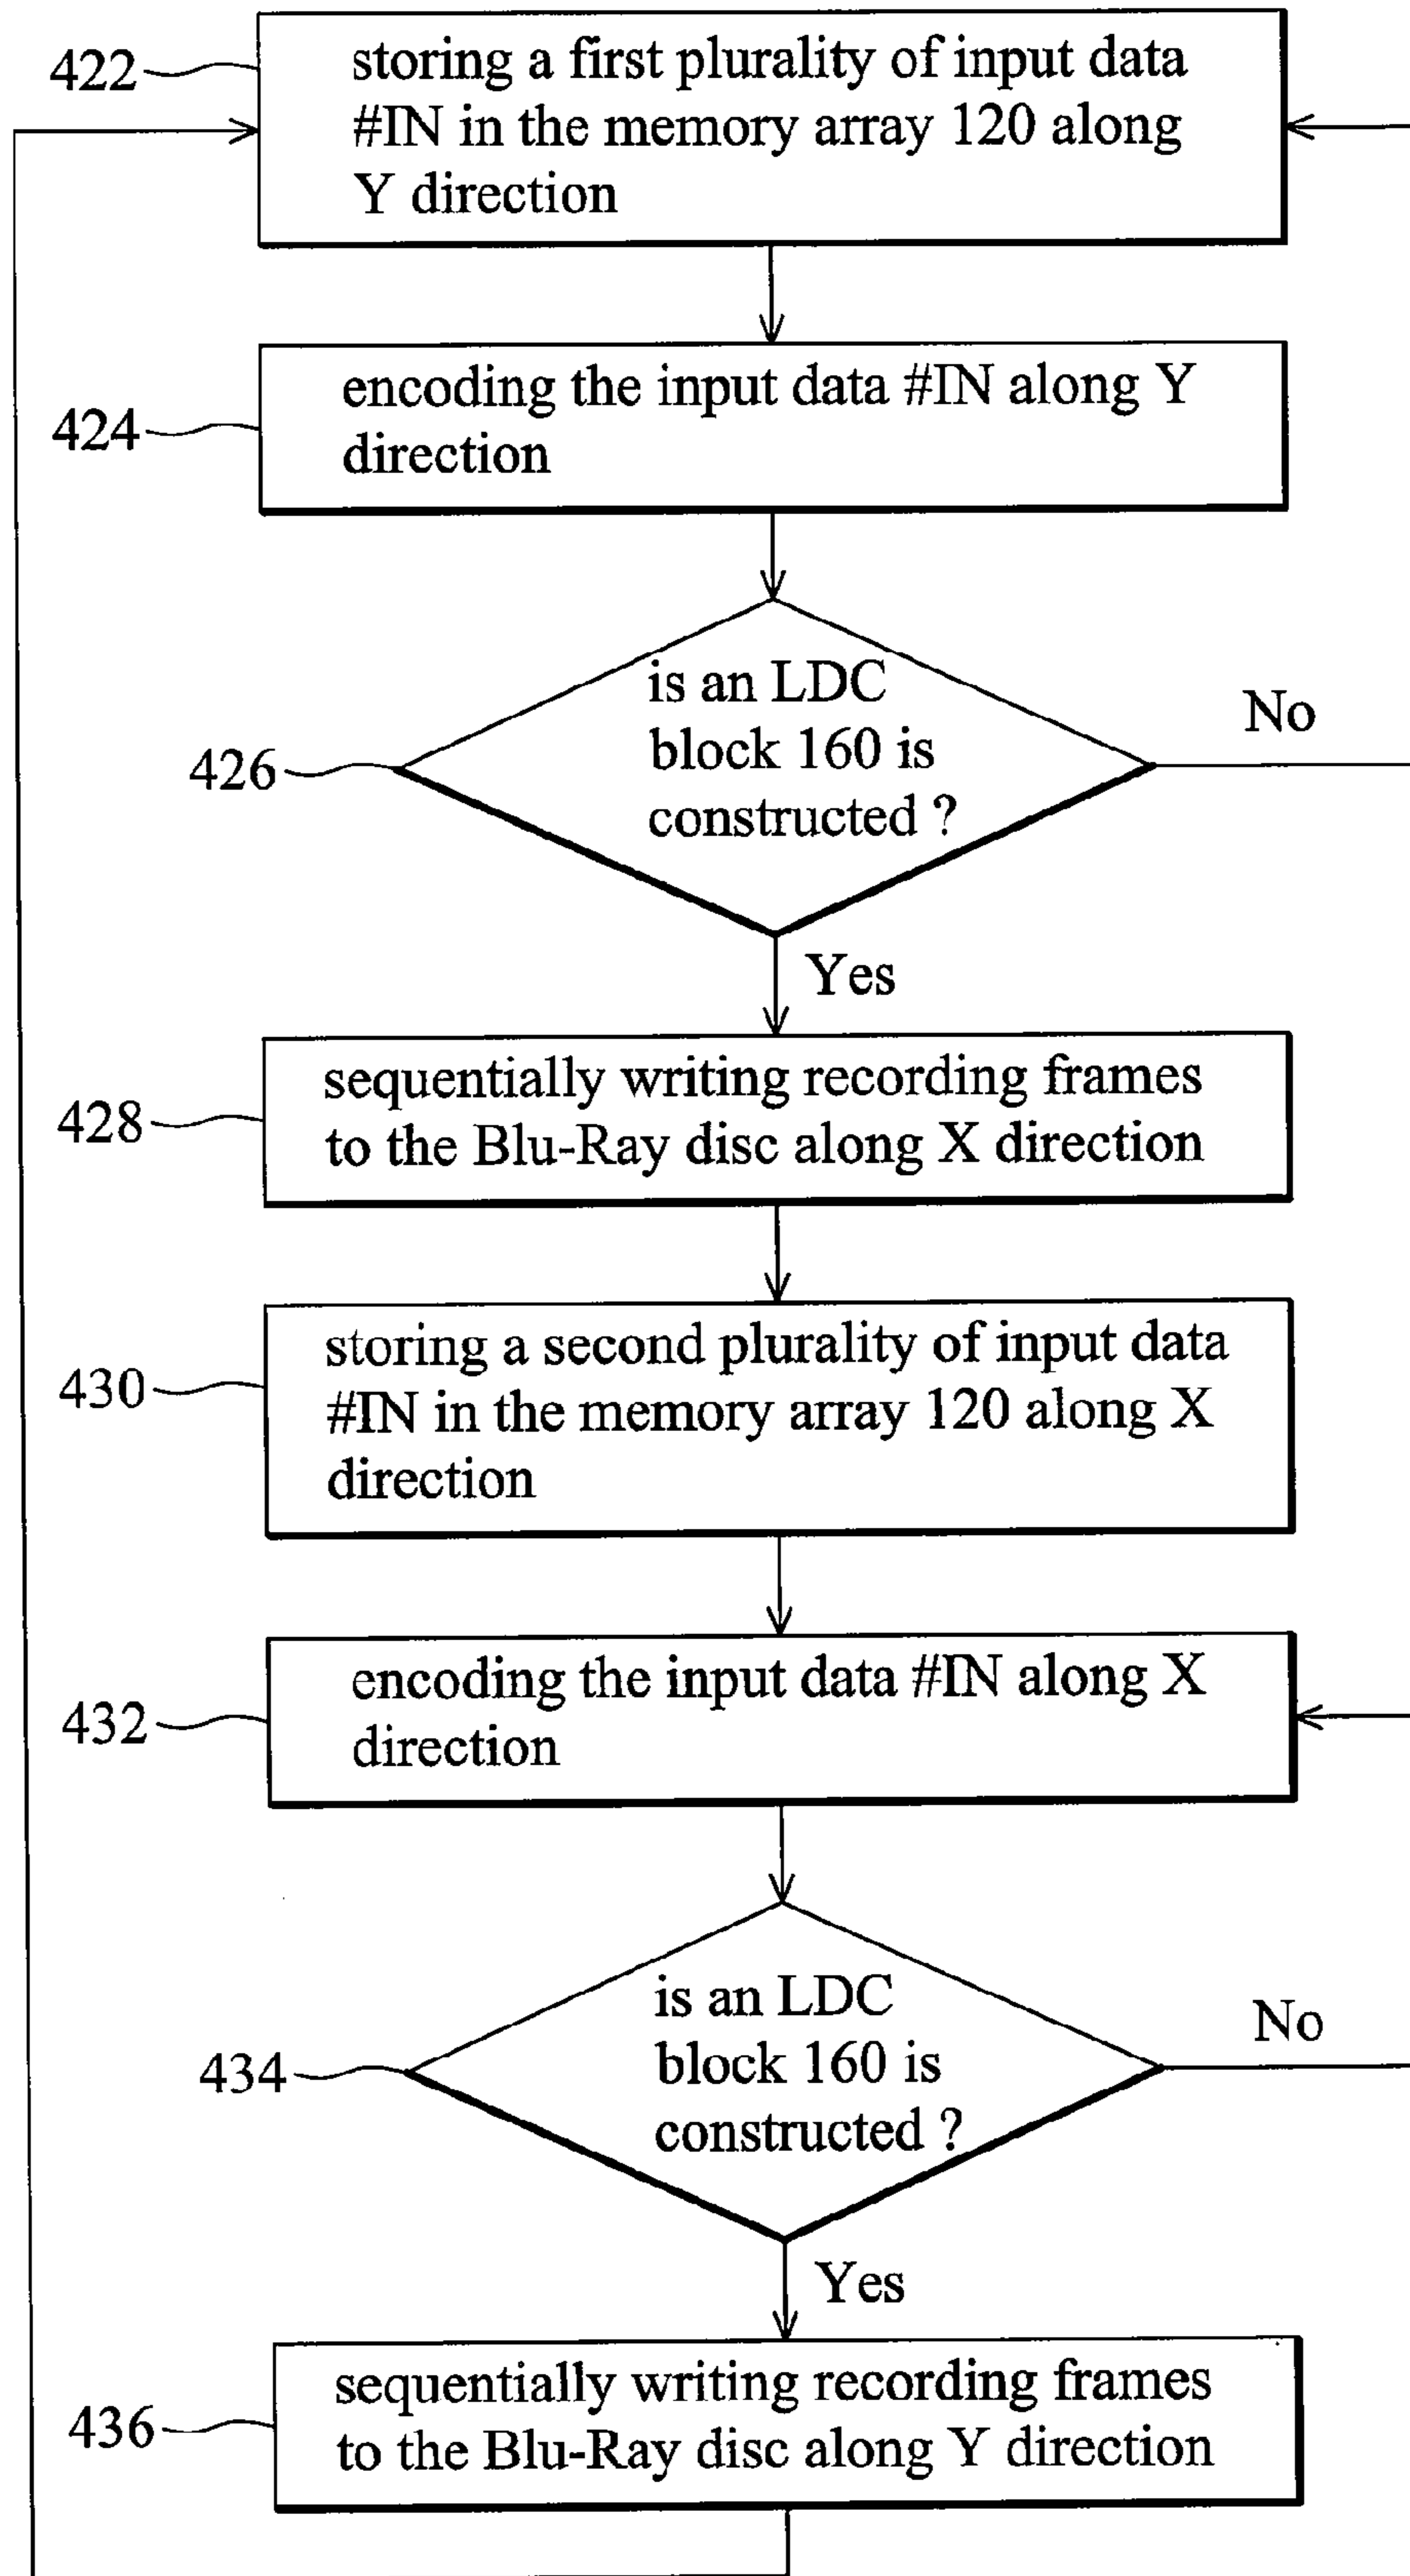 422
storing a first plurality of input data
#IN in the memory array 120 along
Y direction
424
encoding the input data #IN along Y
direction
426
is an LDC
block 160 is
constructed ?
No
Yes
428
sequentially writing recording frames
to the Blu-Ray disc along X direction
430
storing a second plurality of input data
#IN in the memory array 120 along X
direction
432
encoding the input data #IN along X
direction
434
is an LDC
block 160 is
constructed ?
No
Yes
436
sequentially writing recording frames
to the Blu-Ray disc along Y direction